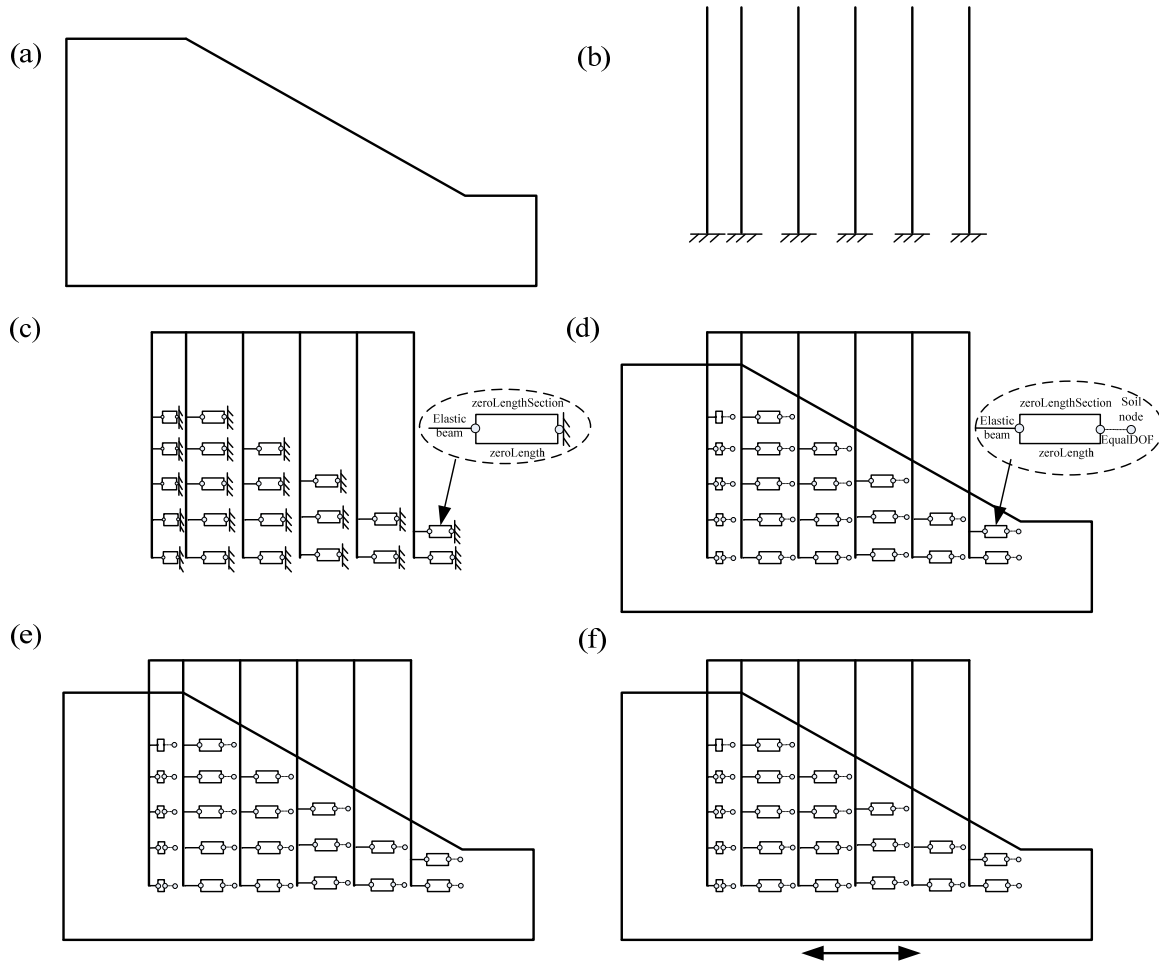 (a)
(b)
(c)
zeroLengthSection
Elastic
beam
zeroLength
(d)
zeroLengthSection
Soil
node
Elastic
beam
EqualDOF
zeroLength
(e)
(f)